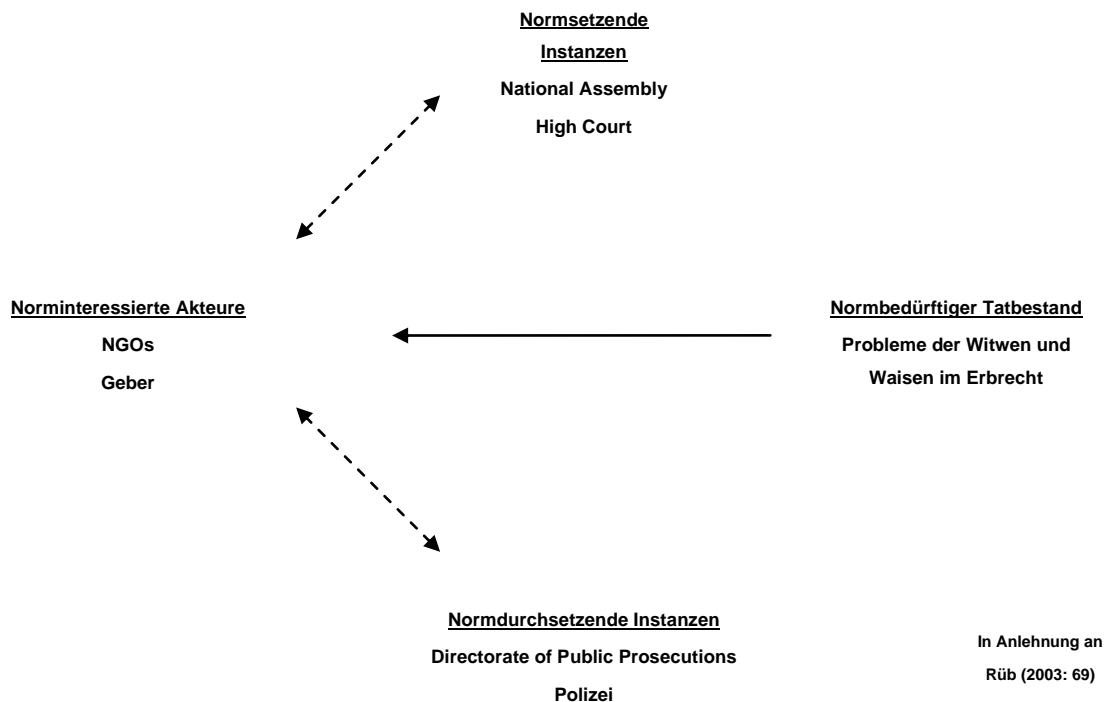 Normsetzende
Instanzen
National Assembly
High Court
Norminteressierte Akteure
NGOs
Geber
Normbedürftiger Tatbestand
Probleme der Witwen und
Waisen im Erbrecht
Normdurchsetzende Instanzen
Directorate of Public Prosecutions
Polizei
In Anlehnung an
Rüb (2003: 69)